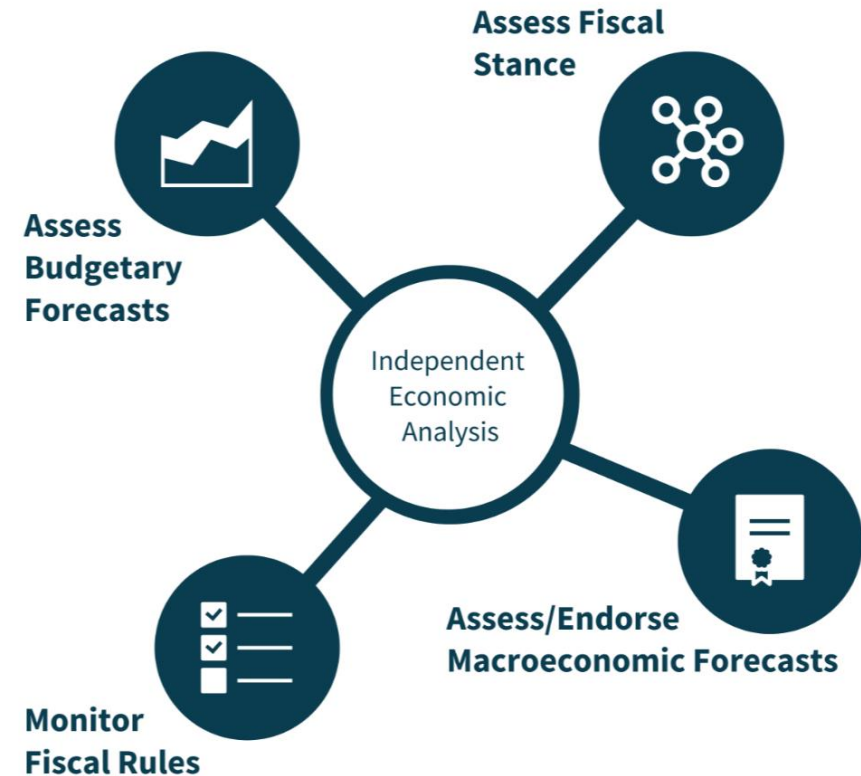 Assess Fiscal
Stance
Assess
Budgetary
Forecasts
Independent
Economic
Analysis
Assess/Endorse
Macroeconomic Forecasts
Monitor
Fiscal Rules